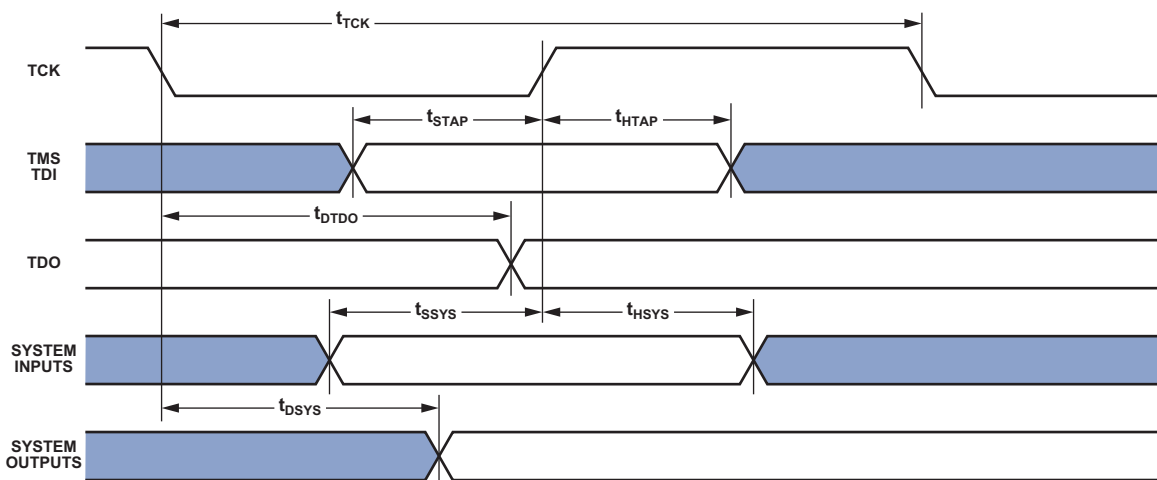 tTCK
TCK
tSTAP
tHTAP
TMS
TDI
tDTDO
TDO
tSSYS
tHSYS
SYSTEM
INPUTS
tDSYS
SYSTEM
OUTPUTS